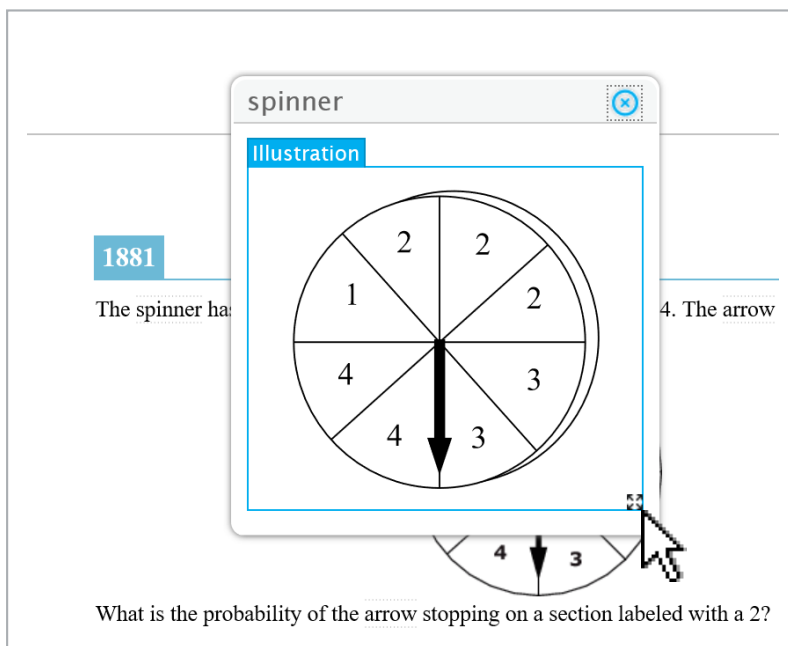 spinner
Illustration
2 2
1 2
4 3
4 3
1881
The spinner has 4. The arrow
4 3
What is the probability of the arrow stopping on a section labeled with a 2?